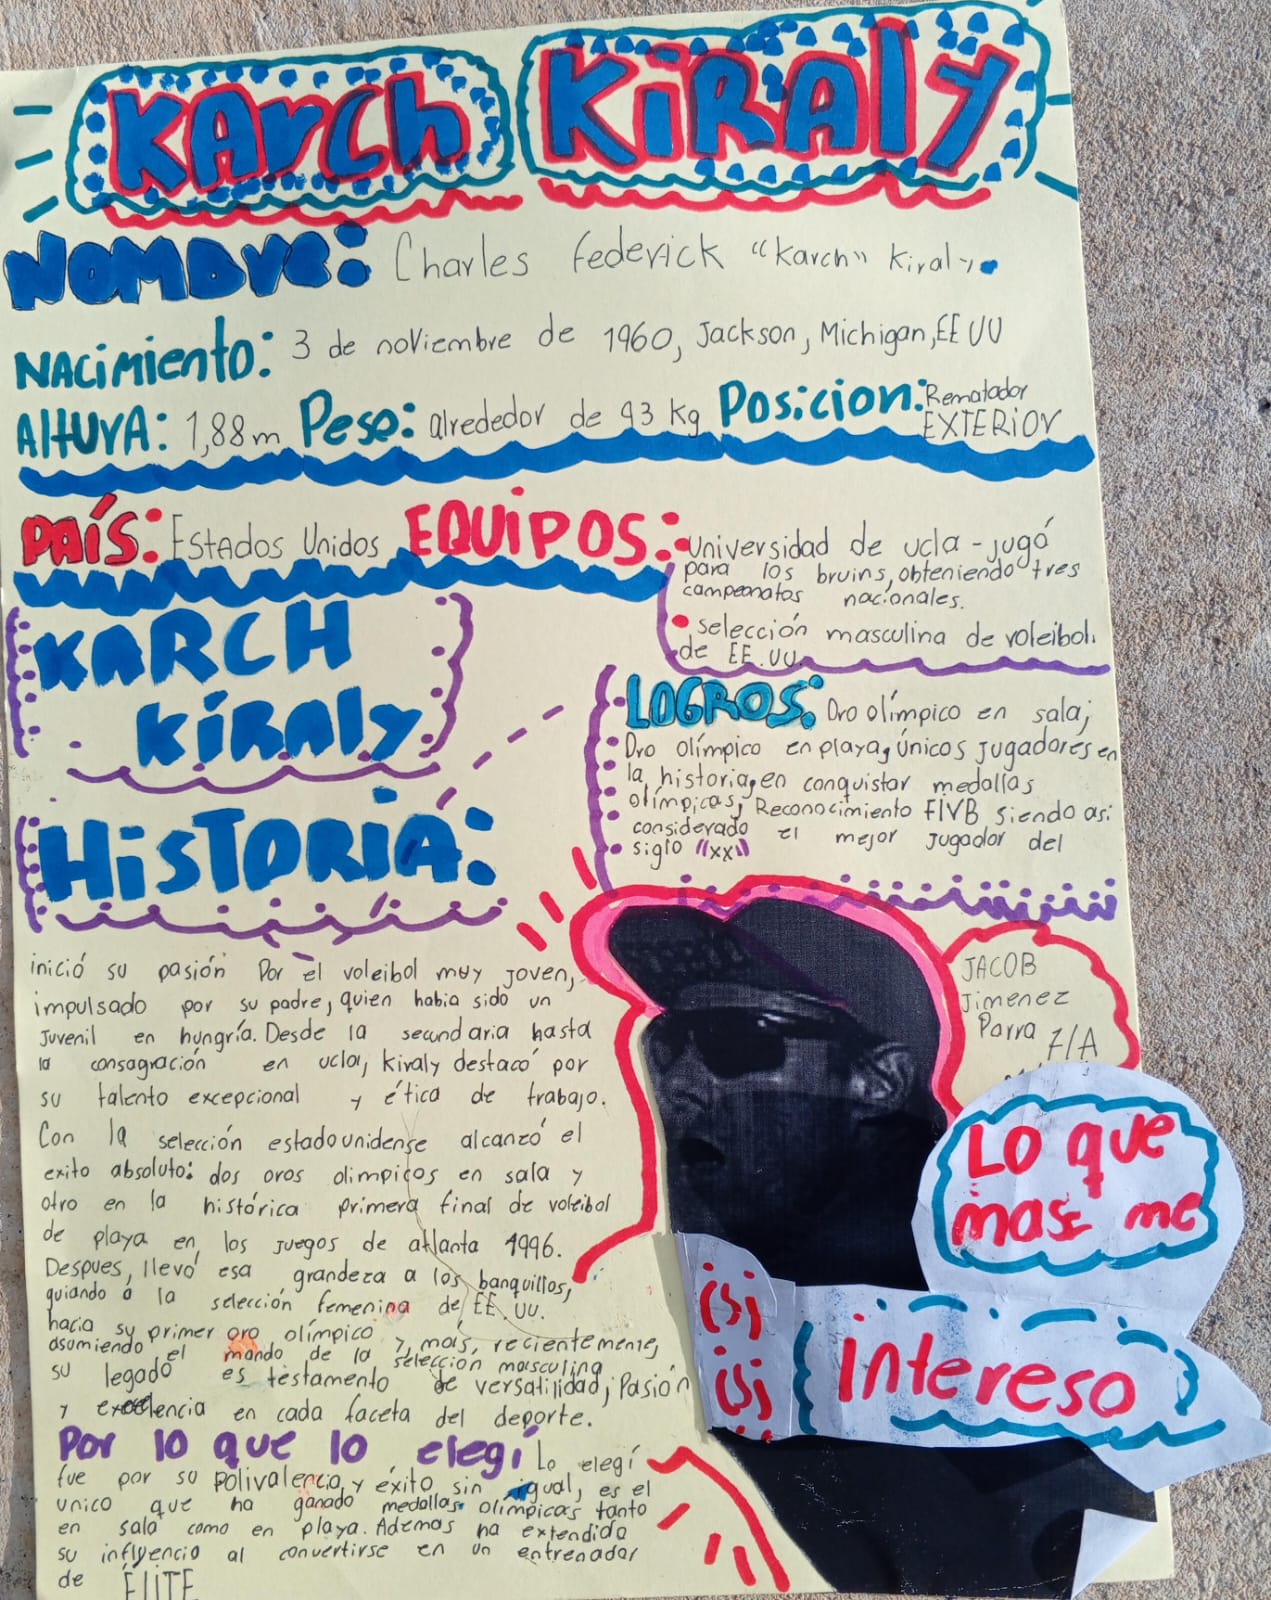 KArch KiRAly
NOMbre: Charles Federick "Karch" Kiraly.
NACimiento: 3 de noviembre de 1960, Jackson, Michigan, EE UU
AltUrA: 1,88m Peso: alrededor de 93 kg Posicion: Rematador
EXTERIOr
PAÍS: Estados Unidos EQUIPOS: Universidad de ucla - jugó
para los bruins, obteniendo tres
campeonatos nacionales.
selección masculina de voleibol.
de EE.UU.
KARCH
KíRAly
LOGROS: Oro olímpico en sala;
Oro olímpico en playa, únicos jugadores en
la historia, en conquistar medallas
olímpicas, Reconocimiento FIVB siendo asi
considerado el mejor jugador del
siglo "xx"
HiSTORIA:
inició su pasión Por el voleibol muy joven,
impulsado por su padre, quien habia sido un
Juvenil en hungría. Desde la secundaria hasta
la consagración en ucla, kiraly destacó por
su talento excepcional y ética de trabajo.
Con la selección estadounidense alcanzó el
exito absoluto: dos oros olimpicos en sala y
otro en la histórica primera final de voleibol
de playa en los juegos de atlanta 1996.
Despues, llevó esa grandeza a los banquillos,
guiando a la selección femenina de EE.UU.
hacia su primer oro olímpico y, más, recientemente,
asumiendo el mando de la selección masculina
su legado es testamento de versatilidad, Pasión
y excelencia en cada faceta del deporte.
JACOB
Jimenez
Parra 7/A
Lo que
mas me
intereso
Por lo que lo elegí Lo elegí
fue por su polivalencia y éxito sin igual, es el
unico que ha ganado medallas olímpicas tanto
en sala como en playa. Ademas ha extendido
su influencia al convertirse en un entrenador
de ÉLITE